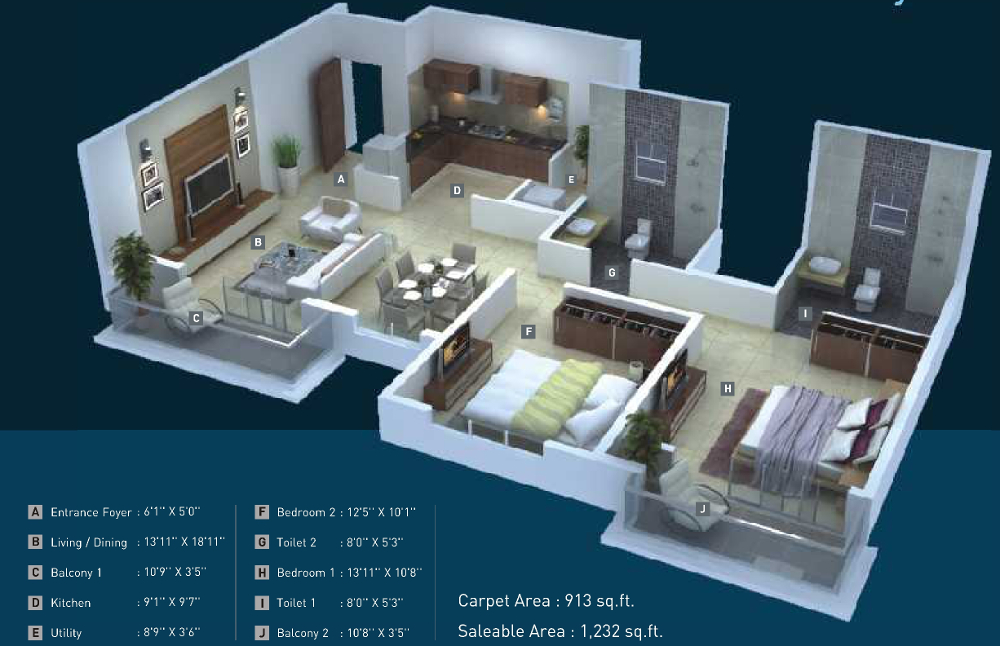 A
B
C
D
E
F
G
H
I
J
A Entrance Foyer : 6'1'' X 5'0''
B Living / Dining : 13'11'' X 18'11''
C Balcony 1 : 10'9'' X 3'5''
D Kitchen : 9'1'' X 9'7''
E Utility : 8'9'' X 3'6''
F Bedroom 2 : 12'5'' X 10'1''
G Toilet 2 : 8'0'' X 5'3''
H Bedroom 1 : 13'11'' X 10'8''
I Toilet 1 : 8'0'' X 5'3''
J Balcony 2 : 10'8'' X 3'5''
Carpet Area : 913 sq.ft.
Saleable Area : 1,232 sq.ft.